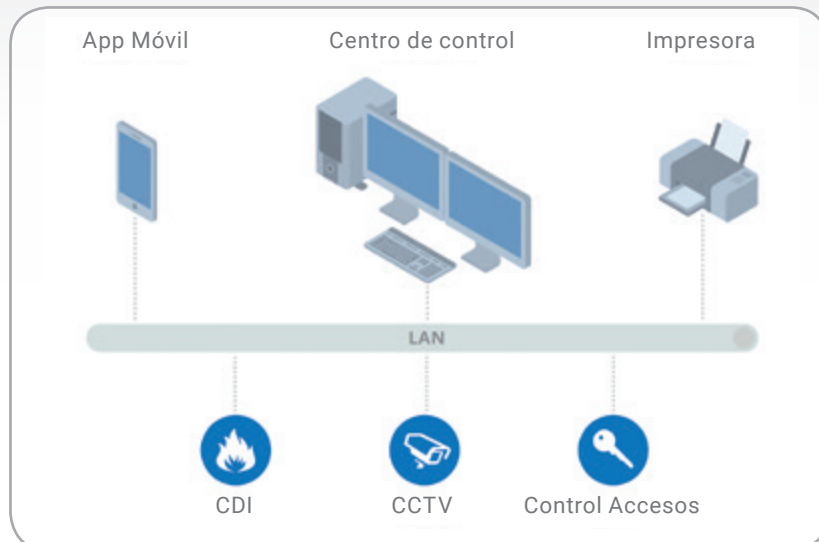 App Móvil
Centro de control
Impresora
LAN
CDI
CCTV
Control Accesos